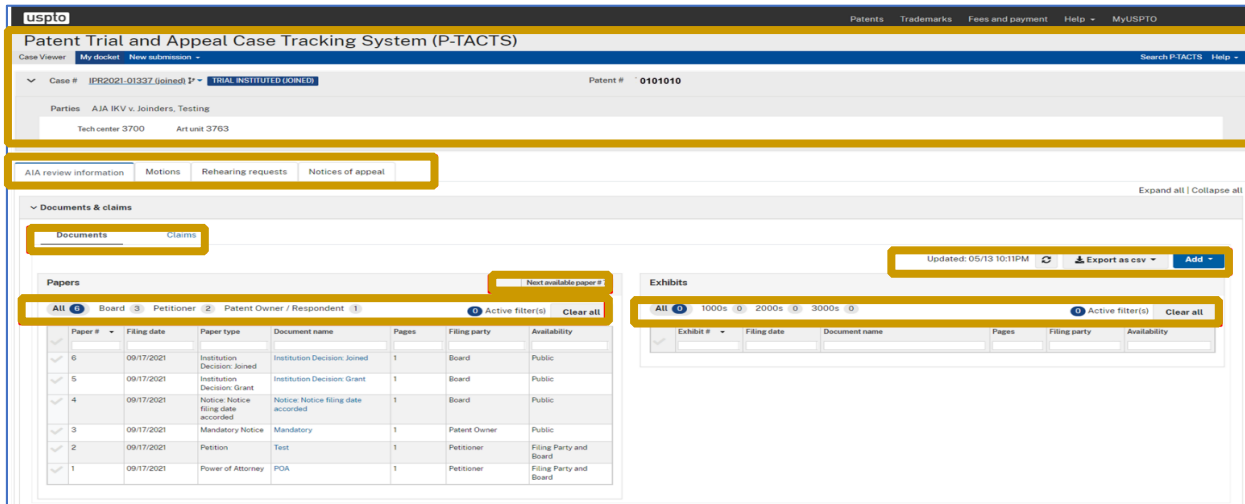 uspto Patents Trademarks Fees and payment Help MyUSPTO
Patent Trial and Appeal Case Tracking System (P-TACTS)
Case Viewer My docket New submission Search P-TACTS Help
Case # IPR2021-01337 (joined) TRIAL INSTITUTED (JOINED) Patent # 0101010
Parties AJA IKV v. Joinders, Testing
Tech center 3700 Art unit 3763
AIA review information Motions Rehearing requests Notices of appeal
Expand all | Collapse all
Documents & claims
Documents Claims
Updated: 05/13 10:11PM Export as csv Add
Papers Next available paper # 7
Exhibits
All 6 Board 3 Petitioner 2 Patent Owner / Respondent 1 0 Active filter(s) Clear all
All 0 1000s 0 2000s 0 3000s 0 0 Active filter(s) Clear all
Paper # Filing date Paper type Document name Pages Filing party Availability
Exhibit # Filing date Document name Pages Filing party Availability
6 09/17/2021 Institution Decision: Joined Institution Decision: Joined 1 Board Public
5 09/17/2021 Institution Decision: Grant Institution Decision: Grant 1 Board Public
4 09/17/2021 Notice: Notice filing date accorded Notice: Notice filing date accorded 1 Board Public
3 09/17/2021 Mandatory Notice Mandatory 1 Patent Owner Public
2 09/17/2021 Petition Test 1 Petitioner Filing Party and Board
1 09/17/2021 Power of Attorney POA 1 Petitioner Filing Party and Board